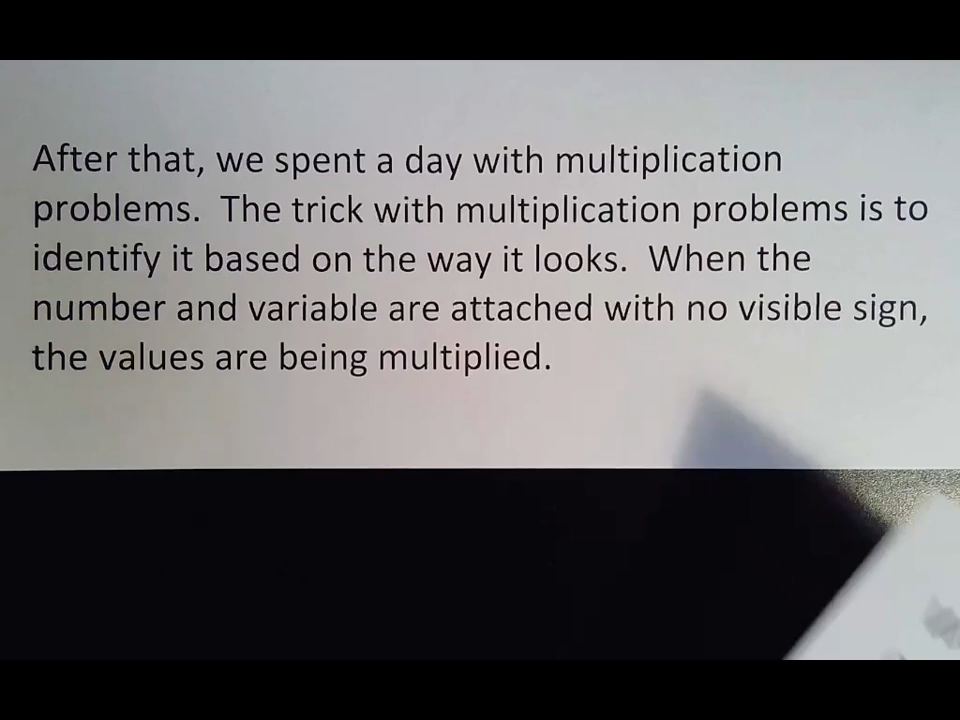 After that, we spent a day with multiplication
problems.  The trick with multiplication problems is to
identify it based on the way it looks.  When the
number and variable are attached with no visible sign,
the values are being multiplied.